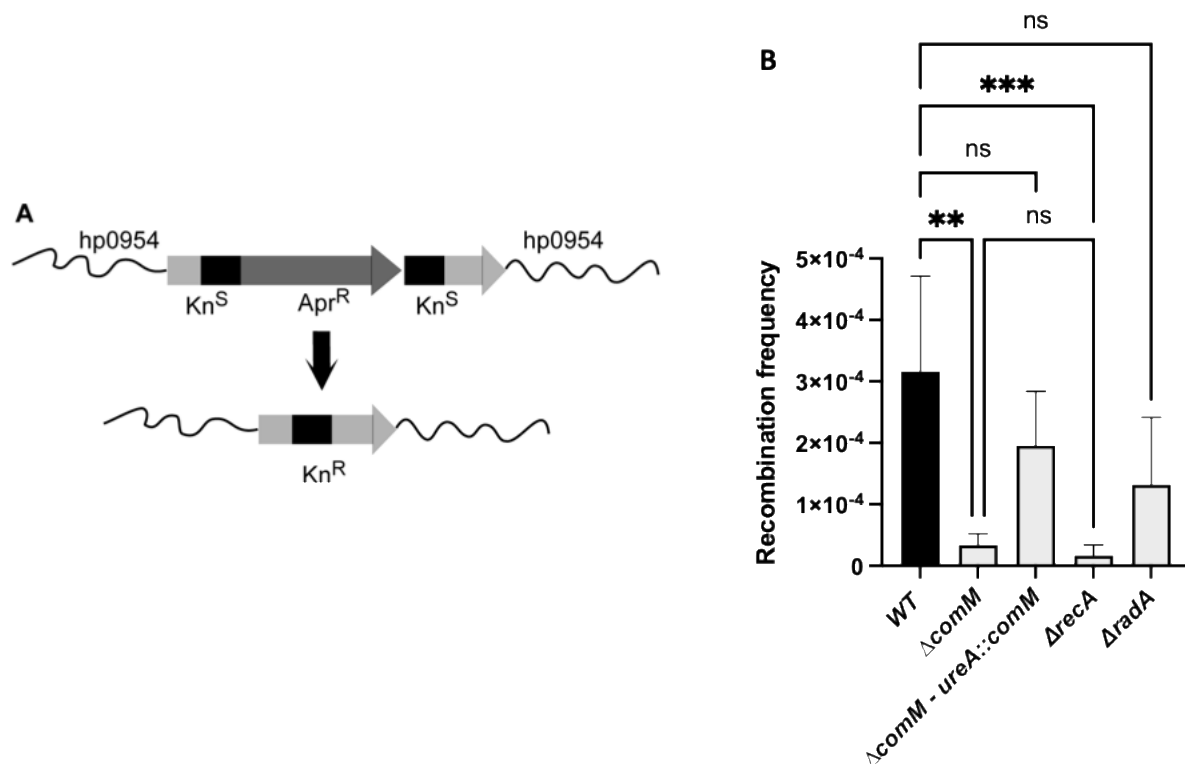 A
hp0954
hp0954
Kn^S
Apr^R
Kn^S
Kn^R
B
ns
***
ns
** ns
Recombination frequency
5×10⁻⁴
4×10⁻⁴
3×10⁻⁴
2×10⁻⁴
1×10⁻⁴
0
WT
ΔcomM
ΔcomM - ureA::comM
ΔrecA
ΔradA